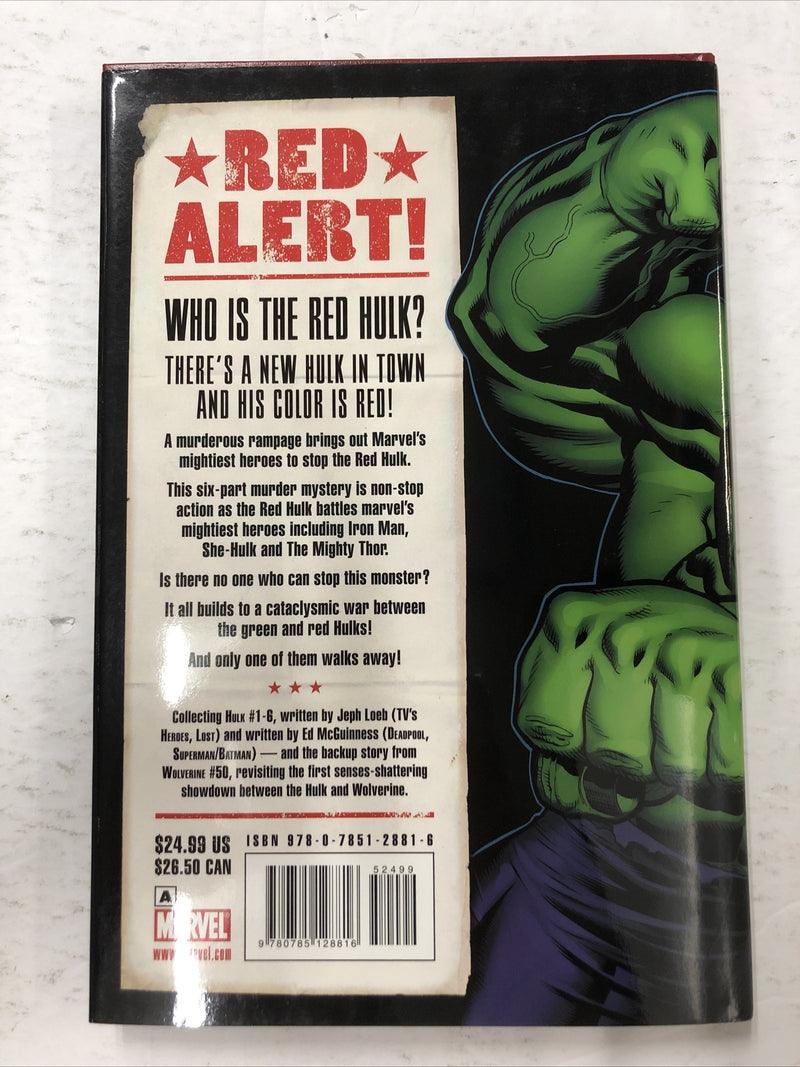 ★RED★
ALERT!
WHO IS THE RED HULK?
THERE'S A NEW HULK IN TOWN
AND HIS COLOR IS RED!
A murderous rampage brings out Marvel's
mightiest heroes to stop the Red Hulk.
This six-part murder mystery is non-stop
action as the Red Hulk battles marvel's
mightiest heroes including Iron Man,
She-Hulk and The Mighty Thor.
Is there no one who can stop this monster?
It all builds to a cataclysmic war between
the green and red Hulks!
And only one of them walks away!
★ ★ ★
Collecting HULK #1-6, written by Jeph Loeb (TV's
HEROES, LOST) and written by Ed McGuinness (DEADPOOL,
SUPERMAN/BATMAN) — and the backup story from
WOLVERINE #50, revisiting the first senses-shattering
showdown between the Hulk and Wolverine.
$24.99 US
$26.50 CAN
ISBN 978-0-7851-2881-6
52499
9 780785 128816
A
MARVEL
www.marvel.com